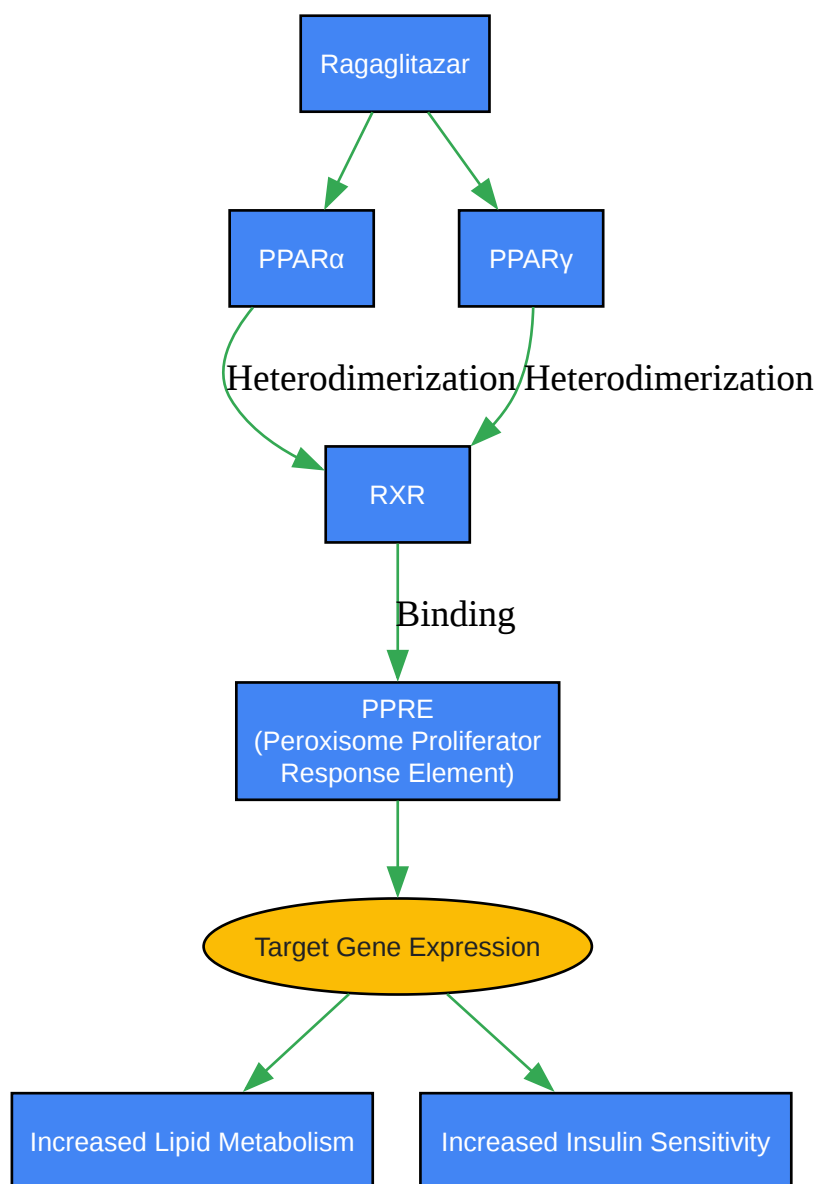 Ragaglitazar
PPARα
PPARγ
Heterodimerization
Heterodimerization
RXR
Binding
PPRE
(Peroxisome Proliferator
Response Element)
Target Gene Expression
Increased Lipid Metabolism
Increased Insulin Sensitivity